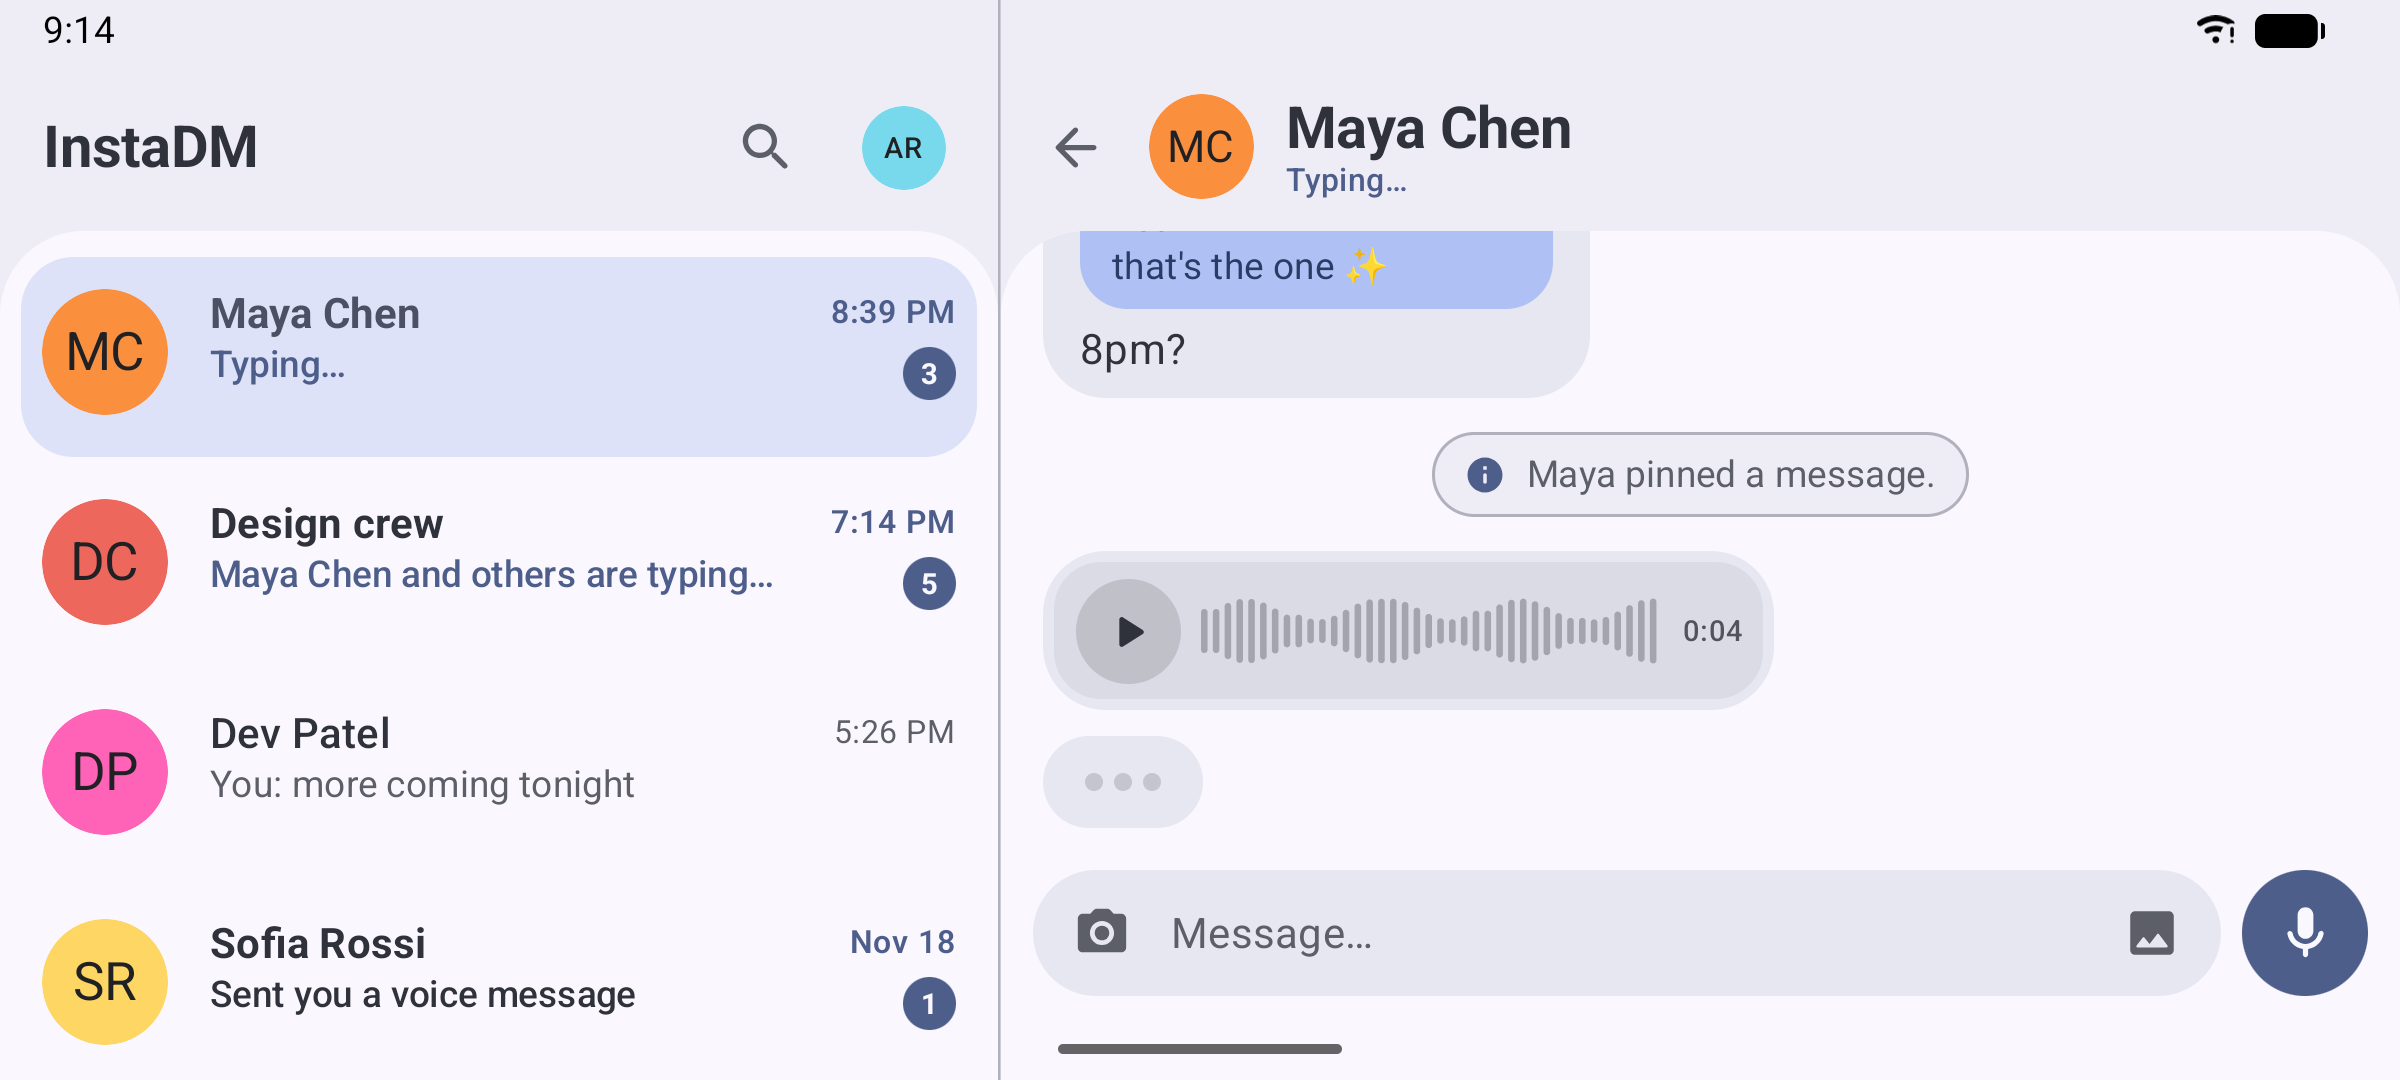 9:14
InstaDM
AR
MC
Maya Chen
8:39 PM
Typing...
3
DC
Design crew
7:14 PM
Maya Chen and others are typing...
5
DP
Dev Patel
5:26 PM
You: more coming tonight
SR
Sofia Rossi
Nov 18
Sent you a voice message
1
MC
Maya Chen
Typing...
that's the one ✨
8pm?
Maya pinned a message.
0:04
Message...